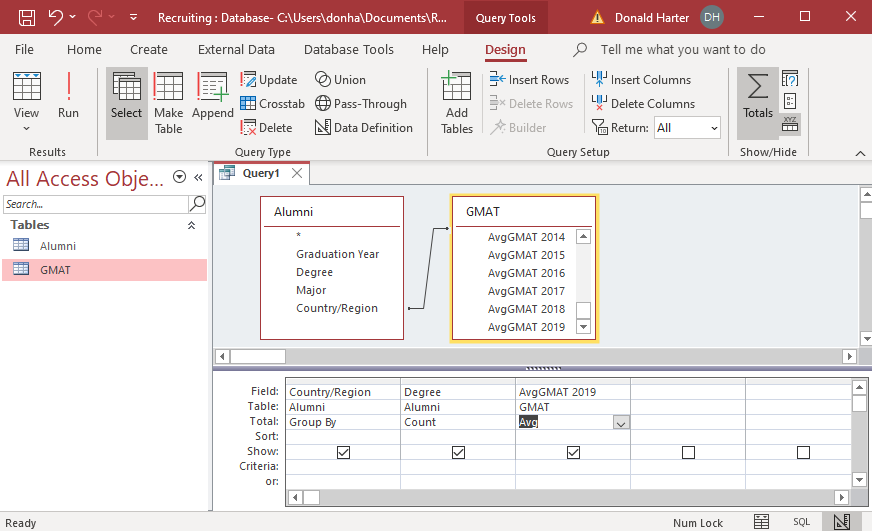 Recruiting : Database- C:\Users\donha\Documents\R...
Query Tools
Donald Harter
DH
File
Home
Create
External Data
Database Tools
Help
Design
Tell me what you want to do
View
Run
Results
Select
Make Table
Append
Update
Crosstab
Delete
Union
Pass-Through
Data Definition
Query Type
Add Tables
Insert Rows
Delete Rows
Builder
Insert Columns
Delete Columns
Return: All
Query Setup
Totals
XYZ
Show/Hide
All Access Obje...
Search...
Tables
Alumni
GMAT
Query1
Alumni
*
Graduation Year
Degree
Major
Country/Region
GMAT
AvgGMAT 2014
AvgGMAT 2015
AvgGMAT 2016
AvgGMAT 2017
AvgGMAT 2018
AvgGMAT 2019
Field: Country/Region Degree AvgGMAT 2019
Table: Alumni Alumni GMAT
Total: Group By Count Avg
Sort:
Show:
Criteria:
or:
Ready
Num Lock
SQL